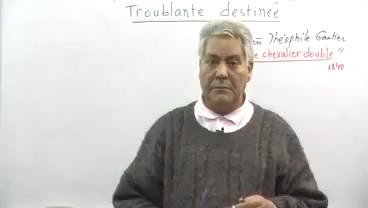 Troublante destinée
Théophile Gautier
chevalier double"
1840